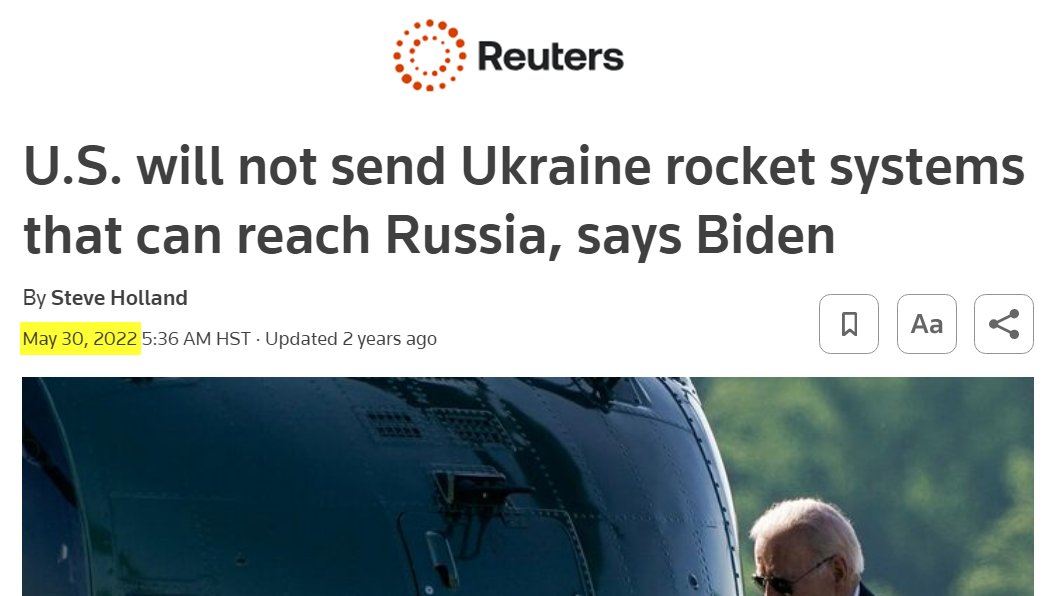 Reuters
U.S. will not send Ukraine rocket systems
that can reach Russia, says Biden
By Steve Holland
May 30, 2022 5:36 AM HST · Updated 2 years ago
Aa